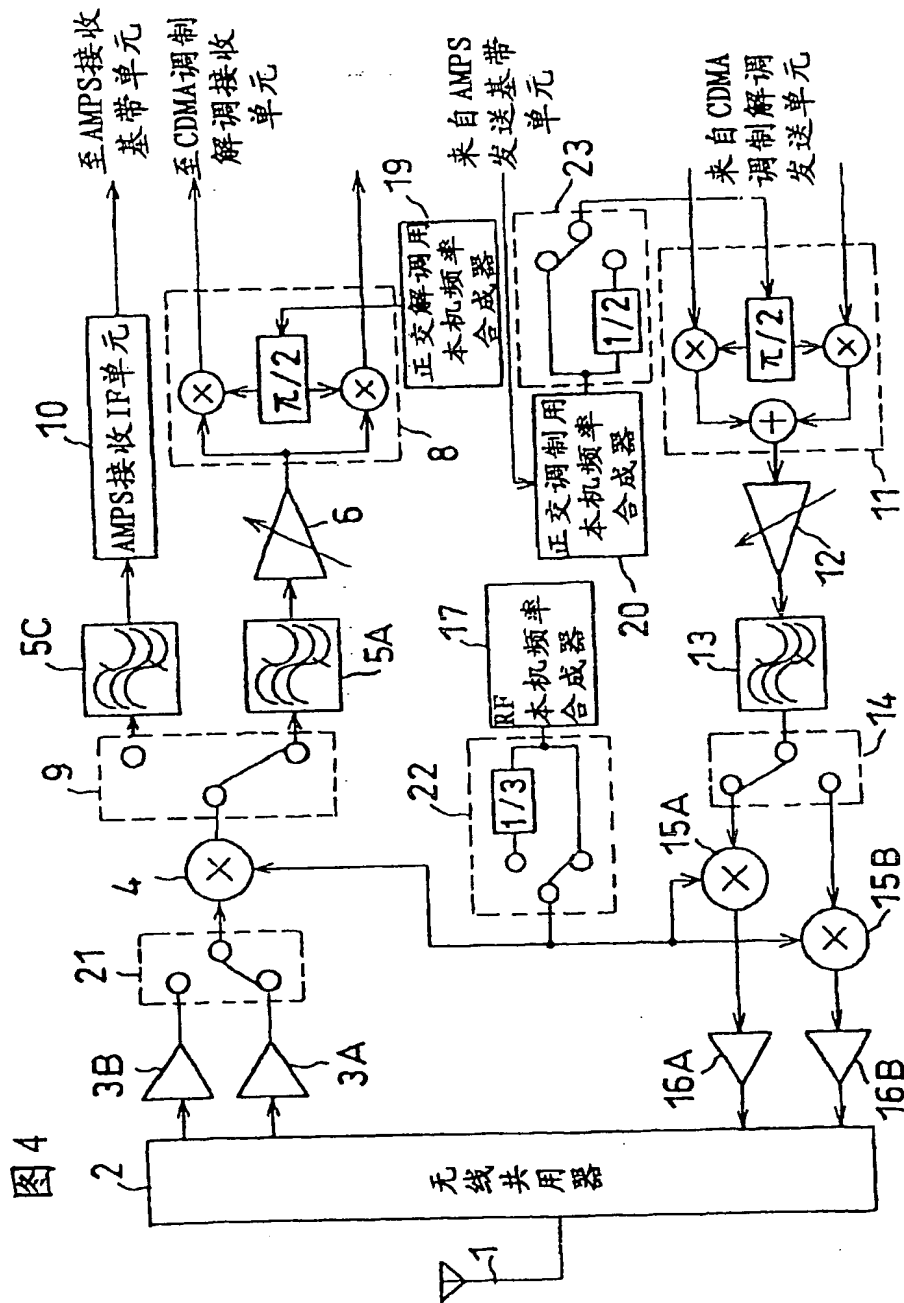 图4
1
2
无线共用器
3B
3A
21
4
9
5C
5A
10
AMPS接收IF单元
至AMPS接收
基带单元
6
8
π/2
至CDMA调制
解调接收
单元
19
正交解调用
本机频率
合成器
22
1/3
17
RF
本机频率
合成器
20
正交调制用
本机频率
合成器
来自AMPS
发送基带
单元
23
1/2
来自CDMA
调制解调
发送单元
π/2
11
12
13
14
15A
15B
16A
16B